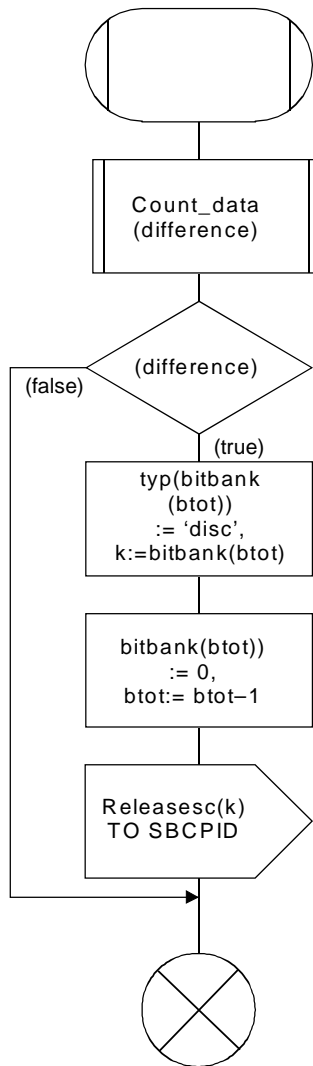 Count_data
(difference)
(difference)
(false)
(true)
typ(bitbank
(btot))
:= ‘disc’,
k:=bitbank(btot)
bitbank(btot))
:= 0,
btot:= btot–1
Releasesc(k)
TO SBCPID